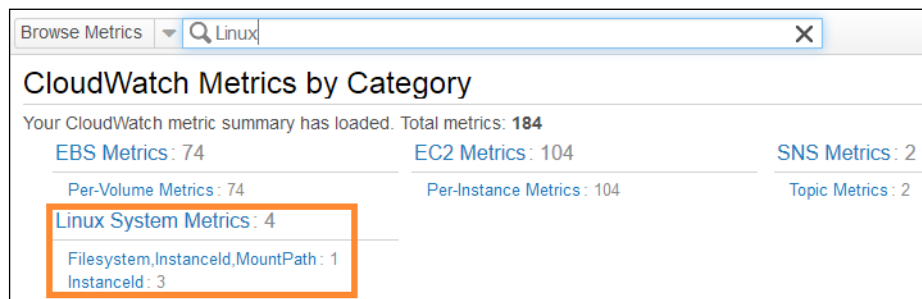 Browse Metrics Linux
CloudWatch Metrics by Category
Your CloudWatch metric summary has loaded. Total metrics: 184
EBS Metrics: 74 EC2 Metrics: 104 SNS Metrics: 2
Per-Volume Metrics: 74 Per-Instance Metrics: 104 Topic Metrics: 2
Linux System Metrics: 4
Filesystem,InstanceId,MountPath: 1
InstanceId: 3